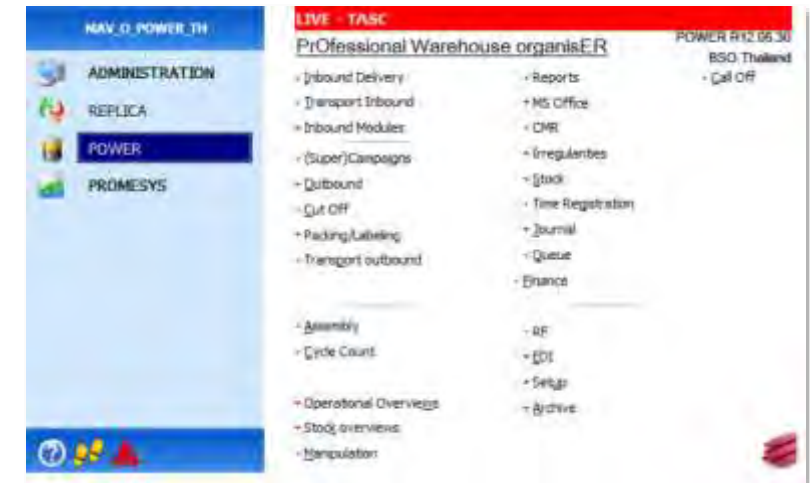 NAV_O_POWER_TH
ADMINISTRATION
REPLICA
POWER
PROMESYS
LIVE - TASC
PrOfessional Warehouse organisER
POWER R12.06.30
BSO Thailand
- Inbound Delivery
- Transport Inbound
+ Inbound Modules
- (Super)Campaigns
+ Outbound
- Cut Off
+ Packing/Labeling
- Transport outbound
- Assembly
- Cycle Count
+ Operational Overviews
+ Stock overviews
- Manipulation
- Reports
+ MS Office
- CMR
+ Irregularities
+ Stock
- Time Registration
+ Journal
- Queue
- Finance
- RF
+ EDI
+ Setup
+ Archive
- Call Off